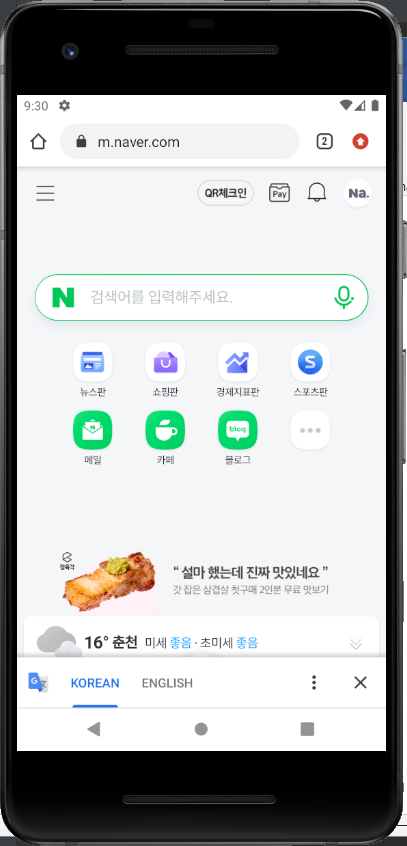 9:30
m.naver.com
2
QR체크인
Pay
Na.
N
검색어를 입력해주세요.
뉴스판
쇼핑판
경제지표판
스포츠판
S
N
blog
메일
카페
블로그
정육각
“ 설마 했는데 진짜 맛있네요 ”
갓 잡은 삼겹살 첫구매 2인분 무료 맛보기
16° 춘천 미세 좋음 · 초미세 좋음
G
KOREAN
ENGLISH